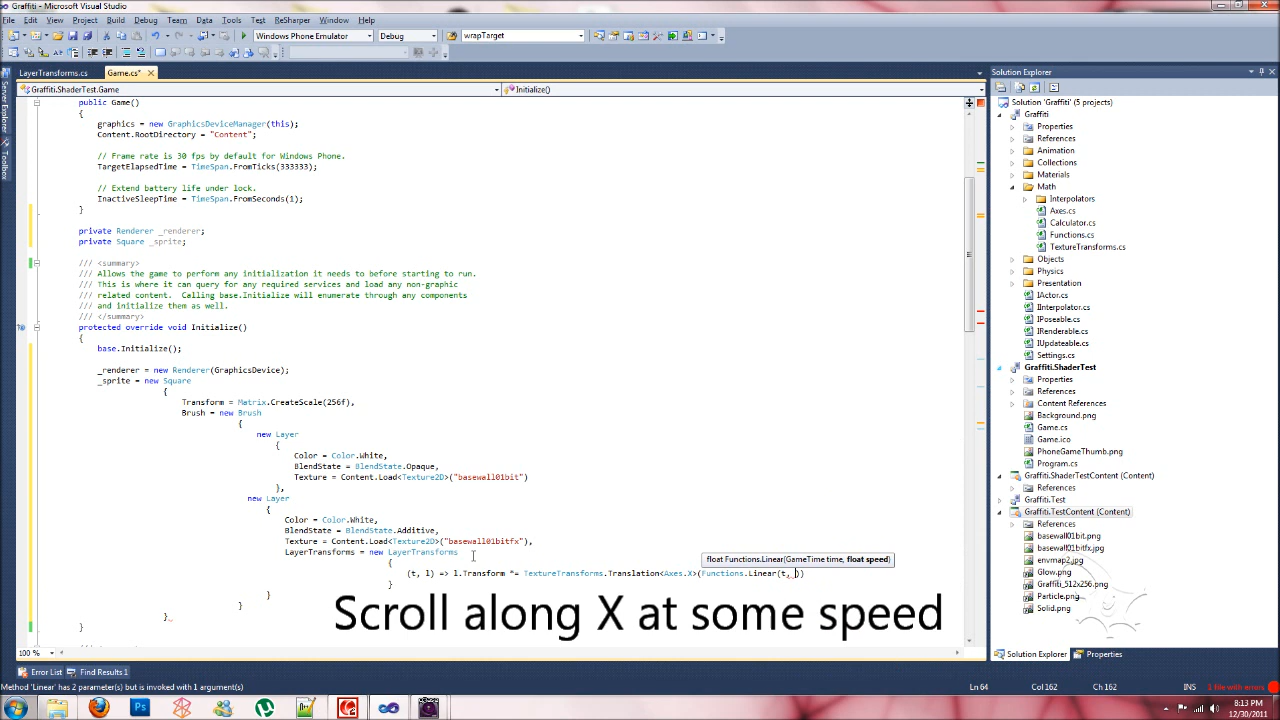 Graffiti - Microsoft Visual Studio
File Edit View Project Build Debug Team Data Tools Test ReSharper Window Help
Windows Phone Emulator Debug wrapTarget
LayerTransforms.cs Game.cs* Solution Explorer
Graffiti.ShaderTest.Game Initialize()
Server Explorer
Toolbox
public Game()
{
graphics = new GraphicsDeviceManager(this);
Content.RootDirectory = "Content";
// Frame rate is 30 fps by default for Windows Phone.
TargetElapsedTime = TimeSpan.FromTicks(333333);
// Extend battery life under lock.
InactiveSleepTime = TimeSpan.FromSeconds(1);
}
private Renderer _renderer;
private Square _sprite;
/// <summary>
/// Allows the game to perform any initialization it needs to before starting to run.
/// This is where it can query for any required services and load any non-graphic
/// related content.  Calling base.Initialize will enumerate through any components
/// and initialize them as well.
/// </summary>
protected override void Initialize()
{
base.Initialize();
_renderer = new Renderer(GraphicsDevice);
_sprite = new Square
{
Transform = Matrix.CreateScale(256f),
Brush = new Brush
{
new Layer
{
Color = Color.White,
BlendState = BlendState.Opaque,
Texture = Content.Load<Texture2D>("basewall01bit")
},
new Layer
{
Color = Color.White,
BlendState = BlendState.Additive,
Texture = Content.Load<Texture2D>("basewall01bitfx"),
LayerTransforms = new LayerTransforms
{
float Functions.Linear(GameTime time, float speed)
(t, l) => l.Transform *= TextureTransforms.Translation<Axes.X>(Functions.Linear(t, ))
}
}
}
}
}
Scroll along X at some speed
100 %
Solution 'Graffiti' (5 projects)
Graffiti
Properties
References
Animation
Collections
Materials
Math
Interpolators
Axes.cs
Calculator.cs
Functions.cs
TextureTransforms.cs
Objects
Physics
Presentation
IActor.cs
IInterpolator.cs
IPoseable.cs
IRenderable.cs
IUpdateable.cs
Settings.cs
Graffiti.ShaderTest
Properties
References
Content References
Background.png
Game.cs
Game.ico
PhoneGameThumb.png
Program.cs
Graffiti.ShaderTestContent (Content)
References
Graffiti.Test
Graffiti.TestContent (Content)
References
basewall01bit.png
basewall01bitfx.jpg
envmap2.jpg
Glow.png
Graffiti_512x256.png
Particle.png
Solid.png
Solution Explorer Properties
Error List Find Results 1
Method 'Linear' has 2 parameter(s) but is invoked with 1 argument(s) Ln 64 Col 162 Ch 162 INS 1 file with errors
8:13 PM
12/30/2011